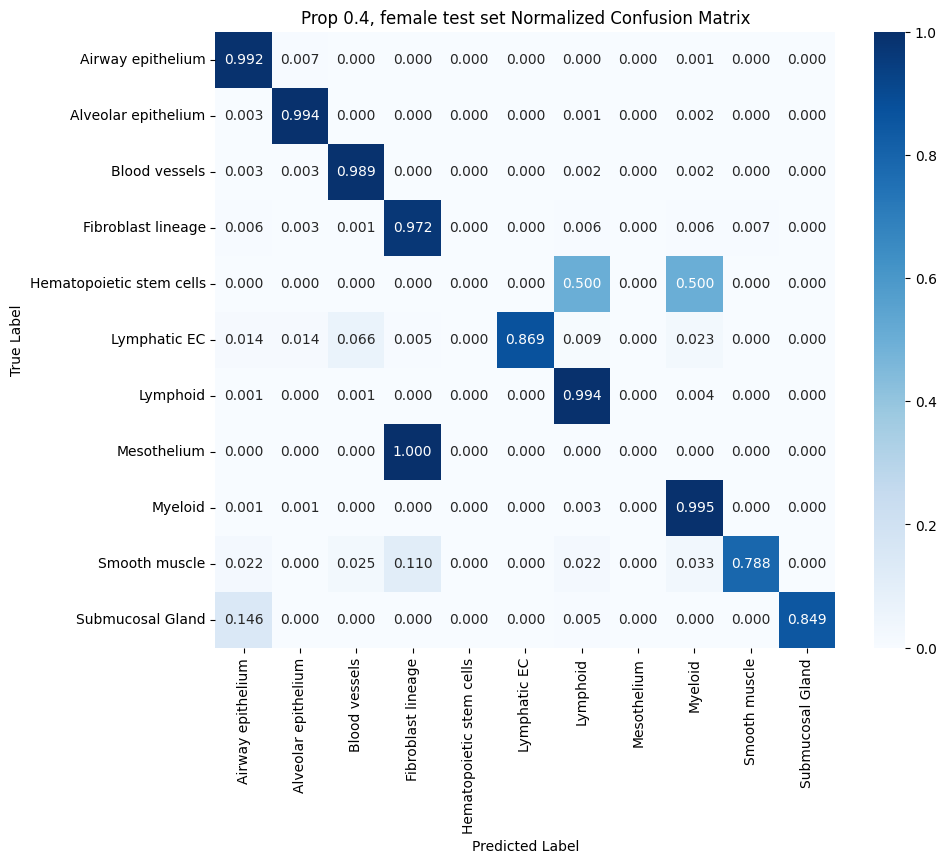 Prop 0.4, female test set Normalized Confusion Matrix
True Label
Airway epithelium 0.992 0.007 0.000 0.000 0.000 0.000 0.000 0.000 0.001 0.000 0.000
Alveolar epithelium 0.003 0.994 0.000 0.000 0.000 0.000 0.001 0.000 0.002 0.000 0.000
Blood vessels 0.003 0.003 0.989 0.000 0.000 0.000 0.002 0.000 0.002 0.000 0.000
Fibroblast lineage 0.006 0.003 0.001 0.972 0.000 0.000 0.006 0.000 0.006 0.007 0.000
Hematopoietic stem cells 0.000 0.000 0.000 0.000 0.000 0.000 0.500 0.000 0.500 0.000 0.000
Lymphatic EC 0.014 0.014 0.066 0.005 0.000 0.869 0.009 0.000 0.023 0.000 0.000
Lymphoid 0.001 0.000 0.001 0.000 0.000 0.000 0.994 0.000 0.004 0.000 0.000
Mesothelium 0.000 0.000 0.000 1.000 0.000 0.000 0.000 0.000 0.000 0.000 0.000
Myeloid 0.001 0.001 0.000 0.000 0.000 0.000 0.003 0.000 0.995 0.000 0.000
Smooth muscle 0.022 0.000 0.025 0.110 0.000 0.000 0.022 0.000 0.033 0.788 0.000
Submucosal Gland 0.146 0.000 0.000 0.000 0.000 0.000 0.005 0.000 0.000 0.000 0.849
Airway epithelium
Alveolar epithelium
Blood vessels
Fibroblast lineage
Hematopoietic stem cells
Lymphatic EC
Lymphoid
Mesothelium
Myeloid
Smooth muscle
Submucosal Gland
Predicted Label
1.0
0.8
0.6
0.4
0.2
0.0